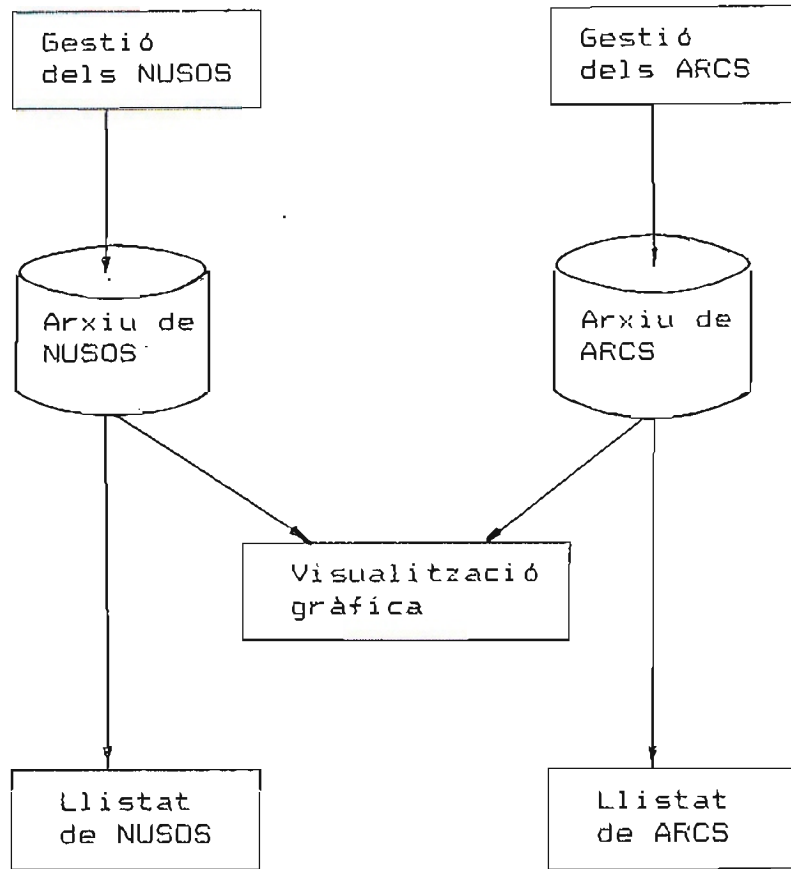 Gestió
dels NUSOS
Gestió
dels ARCS
Arxiu de
NUSOS
Arxiu de
ARCS
Visualització
gràfica
Llistat
de NUSOS
Llistat
de ARCS